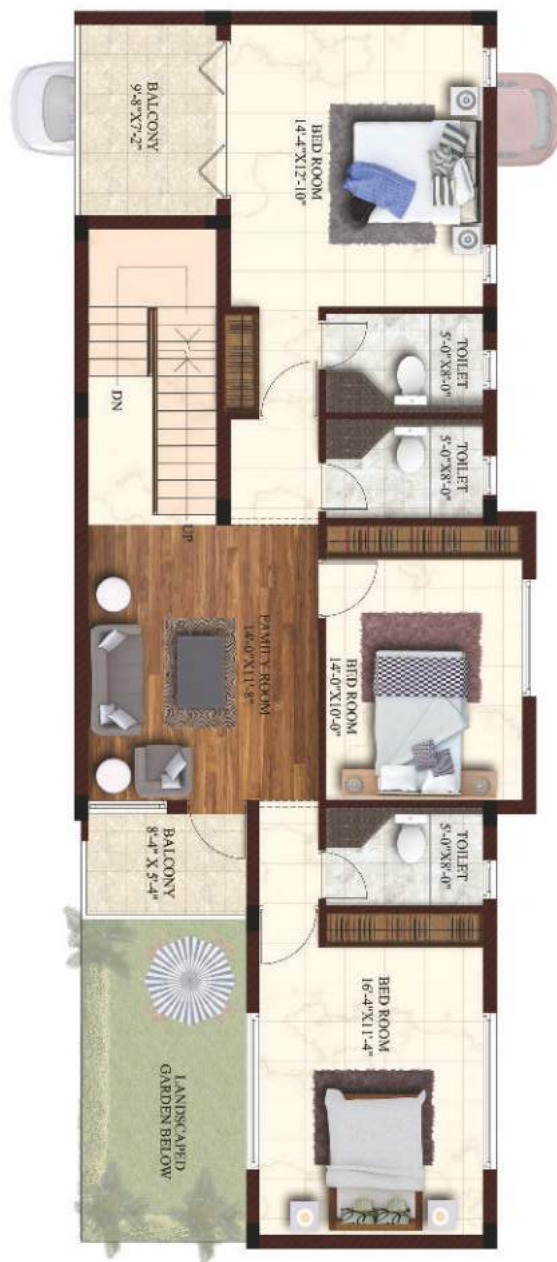 BALCONY
9'-8"X7'-2"
BED ROOM
14'-4"X12'-10"
TOILET
5'-0"X8'-0"
TOILET
5'-0"X8'-0"
DN
UP
FAMILY ROOM
14'-0"X11'-8"
BED ROOM
14'-0"X10'-0"
BALCONY
8'-4" X 5'-4"
TOILET
5'-0"X8'-0"
BED ROOM
16'-4"X11'-4"
LANDSCAPED
GARDEN BELOW